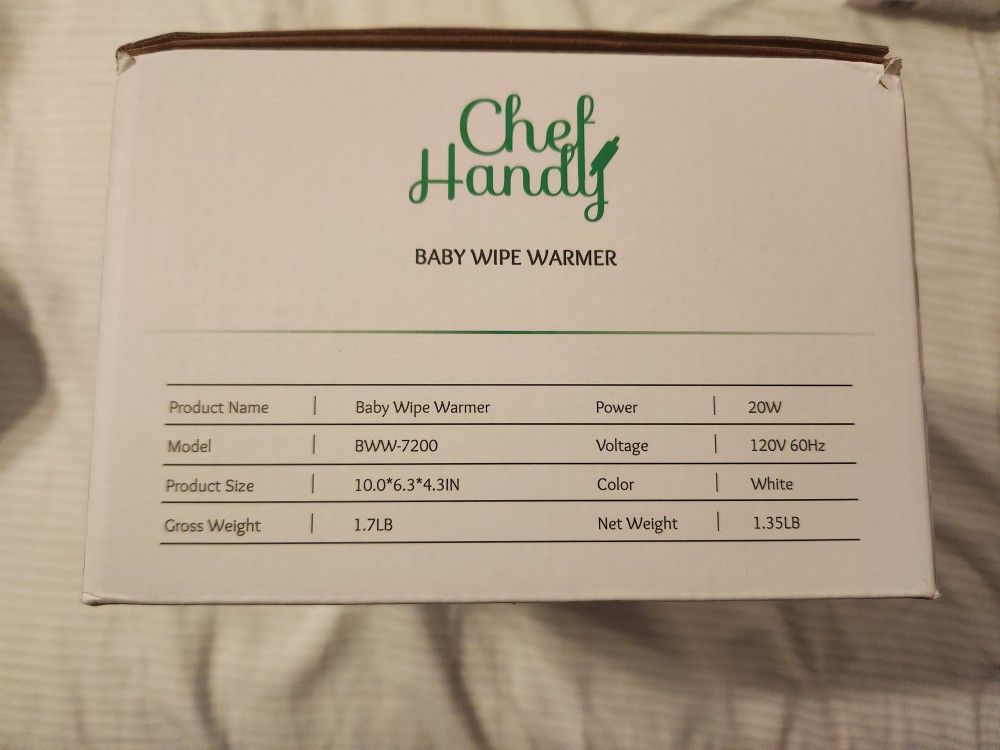 Chef
Handy
BABY WIPE WARMER
Product Name | Baby Wipe Warmer Power | 20W
Model | BWW-7200 Voltage | 120V 60Hz
Product Size | 10.0*6.3*4.3IN Color | White
Gross Weight | 1.7LB Net Weight | 1.35LB